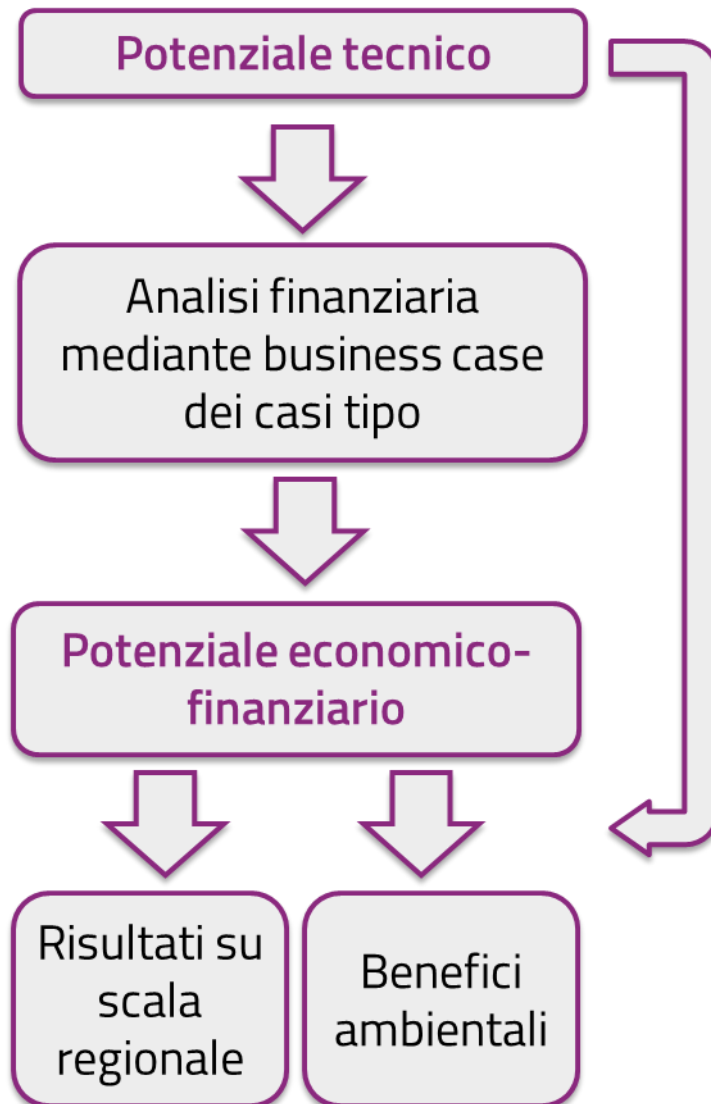 Potenziale tecnico
Analisi finanziaria
mediante business case
dei casi tipo
Potenziale economico-
finanziario
Risultati su
scala
regionale
Benefici
ambientali